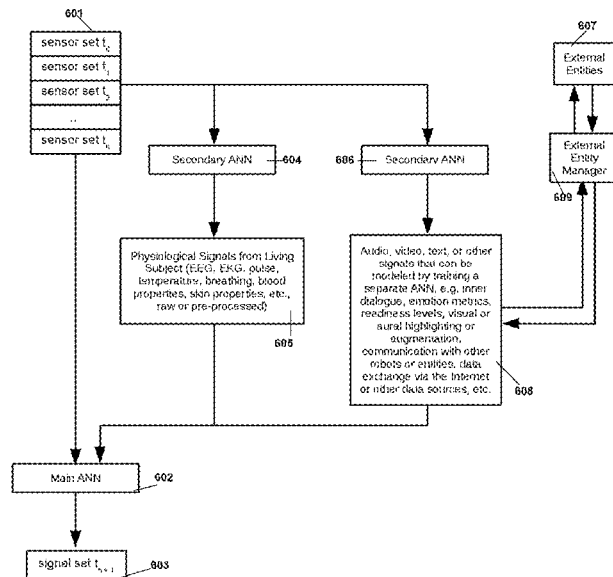 601
sensor set t₀
sensor set t₁
sensor set t₂
..
sensor set tₙ
607
External
Entities
Secondary ANN
604
606
Secondary ANN
External
Entity
Manager
609
Physiological Signals from Living
Subject (EEG, EKG, pulse,
temperature, breathing, blood
properties, skin properties, etc.,
raw or pre-processed)
605
Audio, video, text, or other
signals that can be
modeled by training a
separate ANN, e.g. inner
dialogue, emotion metrics,
readiness levels, visual or
aural highlighting or
augmentation,
communication with other
robots or entities, data
exchange via the Internet
or other data sources, etc.
608
Main ANN
602
signal set tₙ₊₁
603